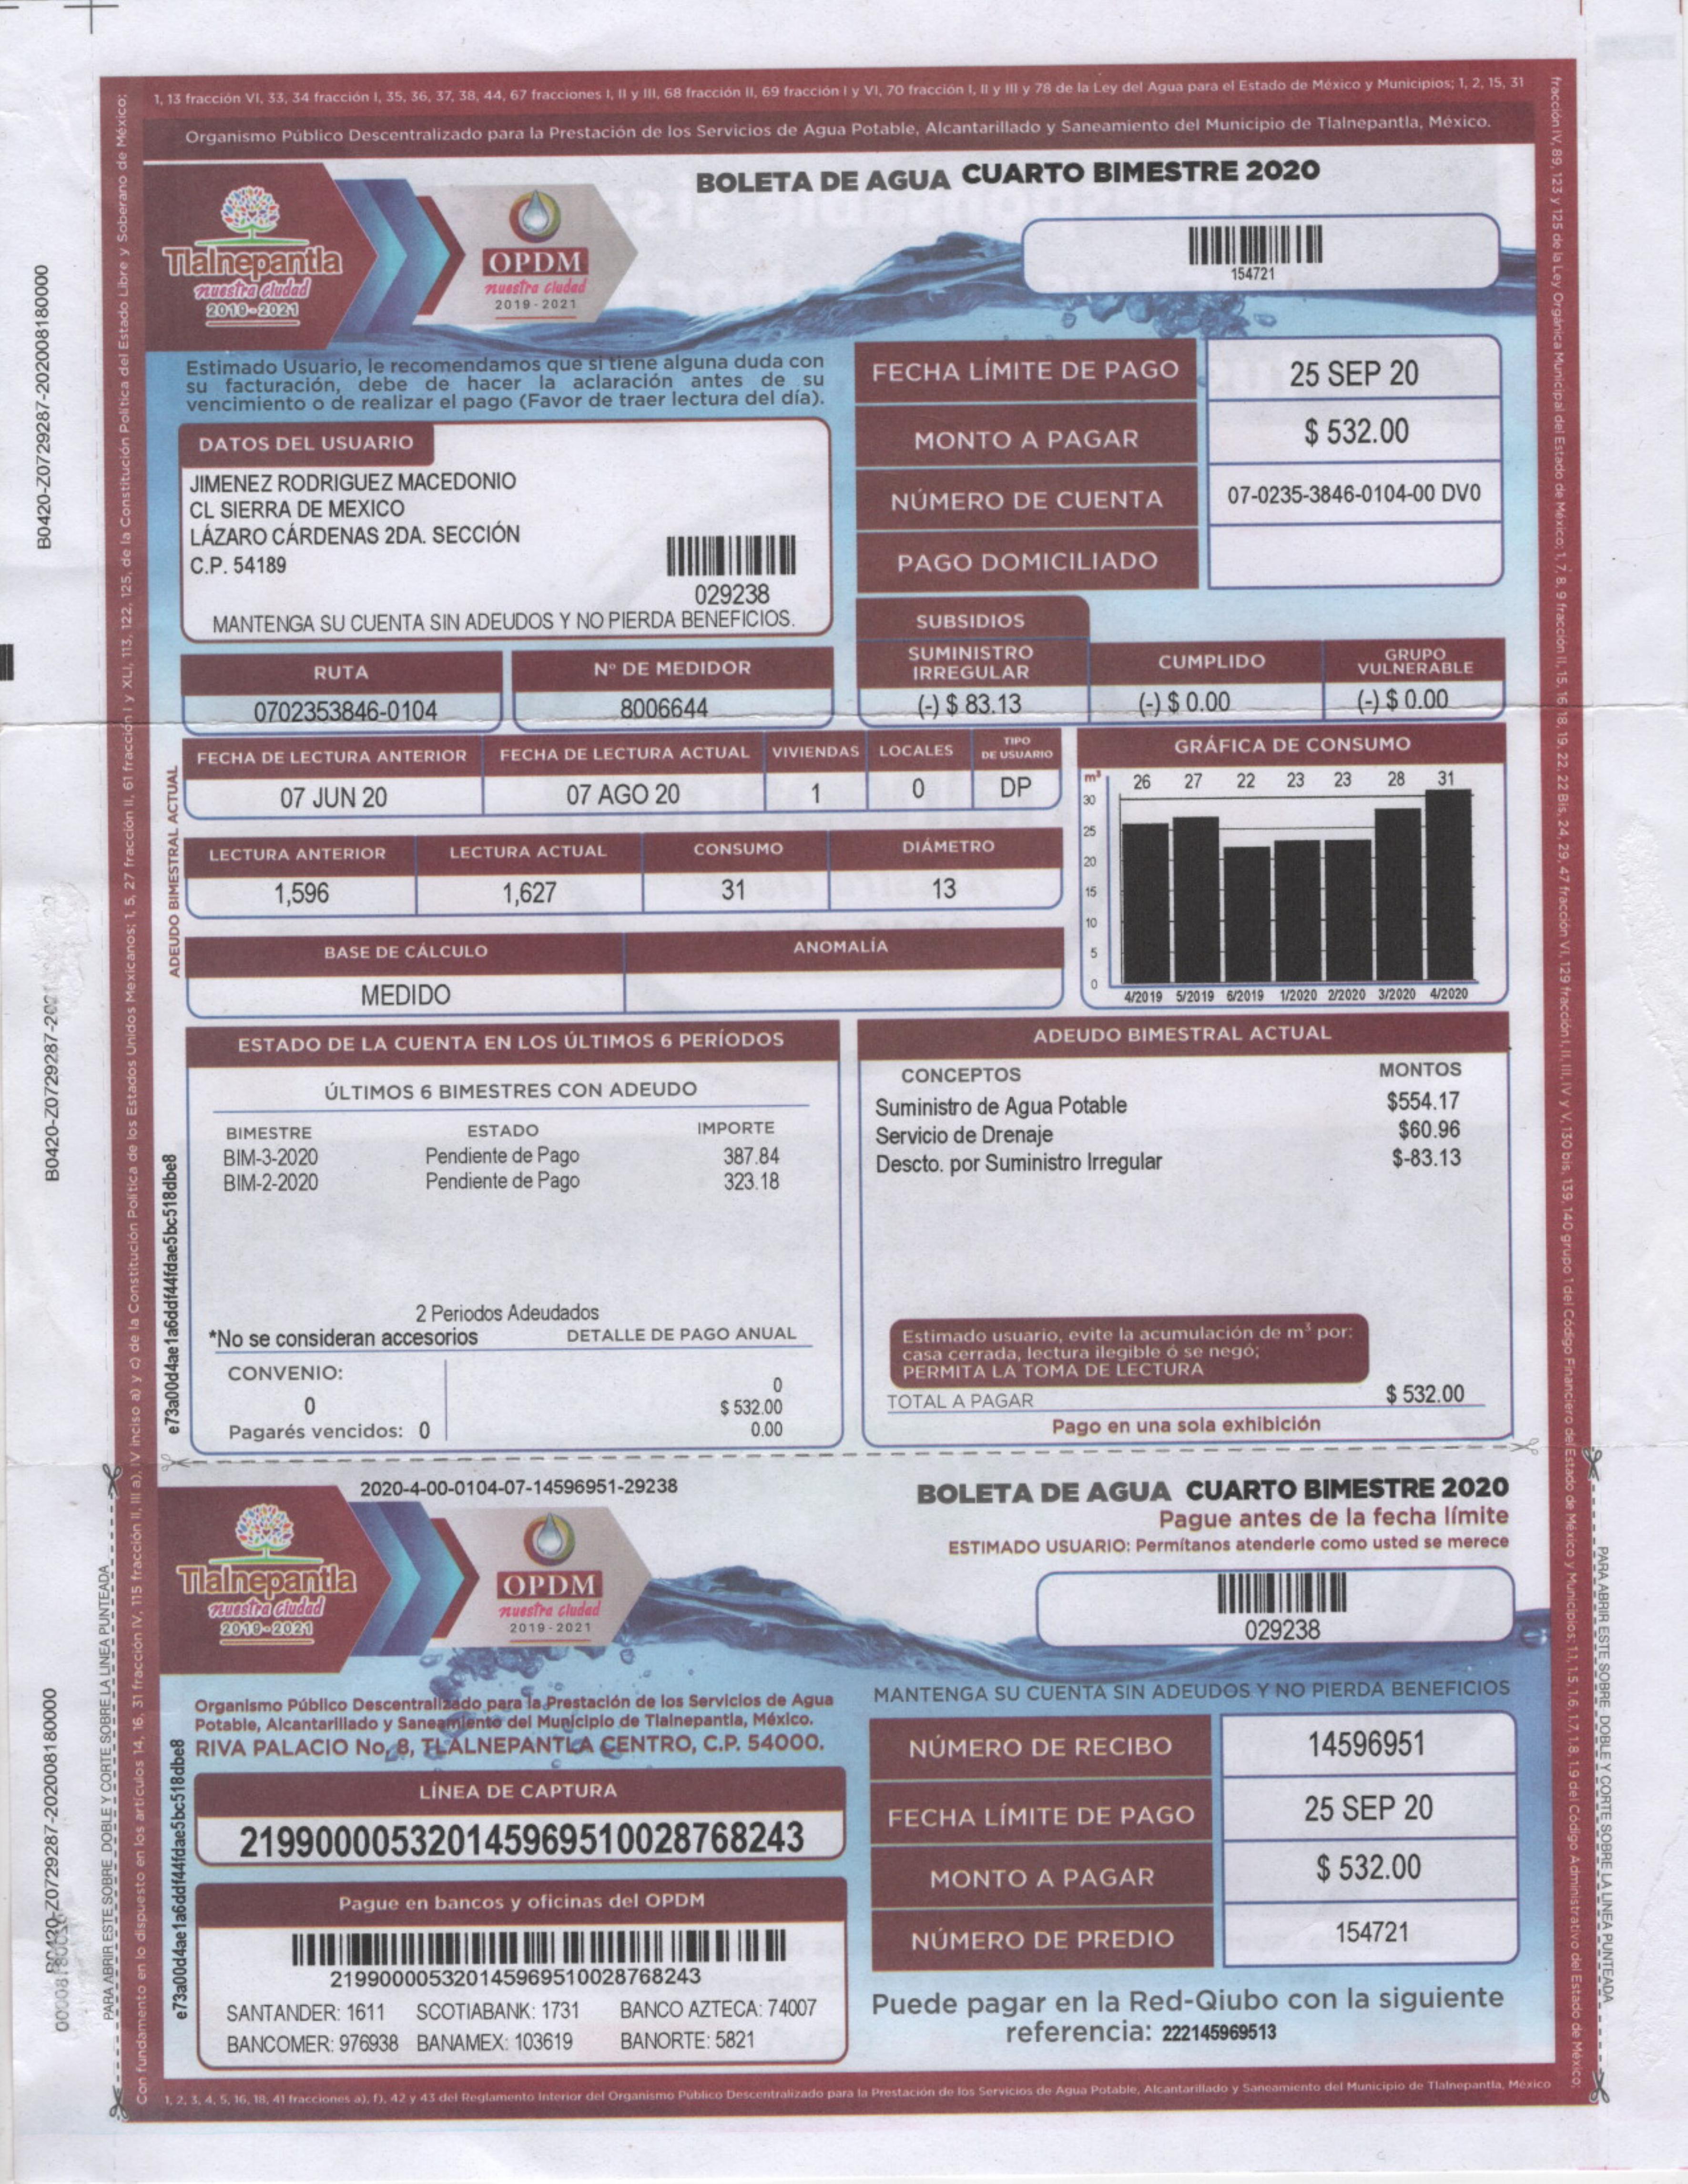 1, 13 fracción VI, 33, 34 fracción I, 35, 36, 37, 38, 44, 67 fracciones I, II y III, 68 fracción II, 69 fracción I y VI, 70 fracción I, II y III y 78 de la Ley del Agua para el Estado de México y Municipios; 1, 2, 15, 31
Organismo Público Descentralizado para la Prestación de los Servicios de Agua Potable, Alcantarillado y Saneamiento del Municipio de Tlalnepantla, México.
BOLETA DE AGUA CUARTO BIMESTRE 2020
Tlalnepantla
nuestra ciudad
2019-2021
OPDM
nuestra ciudad
2019-2021
154721
Estimado Usuario, le recomendamos que si tiene alguna duda con
su facturación, debe de hacer la aclaración antes de su
vencimiento o de realizar el pago (Favor de traer lectura del día).
FECHA LÍMITE DE PAGO 25 SEP 20
MONTO A PAGAR $ 532.00
NÚMERO DE CUENTA 07-0235-3846-0104-00 DV0
PAGO DOMICILIADO
DATOS DEL USUARIO
JIMENEZ RODRIGUEZ MACEDONIO
CL SIERRA DE MEXICO
LÁZARO CÁRDENAS 2DA. SECCIÓN
C.P. 54189
029238
MANTENGA SU CUENTA SIN ADEUDOS Y NO PIERDA BENEFICIOS.
SUBSIDIOS
SUMINISTRO IRREGULAR CUMPLIDO GRUPO VULNERABLE
(-) $ 83.13 (-) $ 0.00 (-) $ 0.00
RUTA Nº DE MEDIDOR
0702353846-0104 8006644
FECHA DE LECTURA ANTERIOR FECHA DE LECTURA ACTUAL VIVIENDAS LOCALES TIPO DE USUARIO
07 JUN 20 07 AGO 20 1 0 DP
LECTURA ANTERIOR LECTURA ACTUAL CONSUMO DIÁMETRO
1,596 1,627 31 13
BASE DE CÁLCULO ANOMALÍA
MEDIDO
GRÁFICA DE CONSUMO
m³ 26 27 22 23 23 28 31
30
25
20
15
10
5
0
4/2019 5/2019 6/2019 1/2020 2/2020 3/2020 4/2020
ADEUDO BIMESTRAL ACTUAL
ESTADO DE LA CUENTA EN LOS ÚLTIMOS 6 PERÍODOS
ÚLTIMOS 6 BIMESTRES CON ADEUDO
BIMESTRE ESTADO IMPORTE
BIM-3-2020 Pendiente de Pago 387.84
BIM-2-2020 Pendiente de Pago 323.18
2 Periodos Adeudados
*No se consideran accesorios DETALLE DE PAGO ANUAL
CONVENIO:
0
0
$ 532.00
Pagarés vencidos: 0 0.00
ADEUDO BIMESTRAL ACTUAL
CONCEPTOS MONTOS
Suministro de Agua Potable $554.17
Servicio de Drenaje $60.96
Descto. por Suministro Irregular $-83.13
Estimado usuario, evite la acumulación de m³ por:
casa cerrada, lectura ilegible ó se negó;
PERMITA LA TOMA DE LECTURA
TOTAL A PAGAR $ 532.00
Pago en una sola exhibición
e73a00d4ae1a6ddf44fdae5bc518dbe8
2020-4-00-0104-07-14596951-29238
BOLETA DE AGUA CUARTO BIMESTRE 2020
Pague antes de la fecha límite
ESTIMADO USUARIO: Permítanos atenderle como usted se merece
Tlalnepantla
nuestra ciudad
2019-2021
OPDM
nuestra ciudad
2019-2021
029238
Organismo Público Descentralizado para la Prestación de los Servicios de Agua
Potable, Alcantarillado y Saneamiento del Municipio de Tlalnepantla, México.
RIVA PALACIO No. 8, TLALNEPANTLA CENTRO, C.P. 54000.
MANTENGA SU CUENTA SIN ADEUDOS Y NO PIERDA BENEFICIOS
NÚMERO DE RECIBO 14596951
FECHA LÍMITE DE PAGO 25 SEP 20
MONTO A PAGAR $ 532.00
NÚMERO DE PREDIO 154721
LÍNEA DE CAPTURA
219900005320145969510028768243
Pague en bancos y oficinas del OPDM
219900005320145969510028768243
SANTANDER: 1611 SCOTIABANK: 1731 BANCO AZTECA: 74007
BANCOMER: 976938 BANAMEX: 103619 BANORTE: 5821
Puede pagar en la Red-Qiubo con la siguiente
referencia: 222145969513
e73a00d4ae1a6ddf44fdae5bc518dbe8
1, 2, 3, 4, 5, 16, 18, 41 fracciones a), f), 42 y 43 del Reglamento Interior del Organismo Público Descentralizado para la Prestación de los Servicios de Agua Potable, Alcantarillado y Saneamiento del Municipio de Tlalnepantla, México
Con fundamento en lo dispuesto en los artículos 14, 16, 31 fracción IV, 115 fracción II, III a), IV inciso a) y c) de la Constitución Política de los Estados Unidos Mexicanos; 1, 5, 27 fracción II, 61 fracción I y XLI, 113, 122, 125, de la Constitución Política del Estado Libre y Soberano de México;
fracción IV, 89, 123 y 125 de la Ley Orgánica Municipal del Estado de México; 1, 7, 8, 9 fracción II, 15, 16, 18, 19, 22, 22 Bis, 24, 29, 47 fracción VI, 129 fracción I, II, III, IV y V, 130 bis, 139, 140 grupo 1 del Código Financiero del Estado de México y Municipios; 1.1, 1.5, 1.6, 1.7, 1.8, 1.9 del Código Administrativo del Estado de México;
B0420-Z0729287-20200818000
B0420-Z0729287-20200818000
PARA ABRIR ESTE SOBRE DOBLE Y CORTE SOBRE LA LINEA PUNTEADA
PARA ABRIR ESTE SOBRE DOBLE Y CORTE SOBRE LA LINEA PUNTEADA